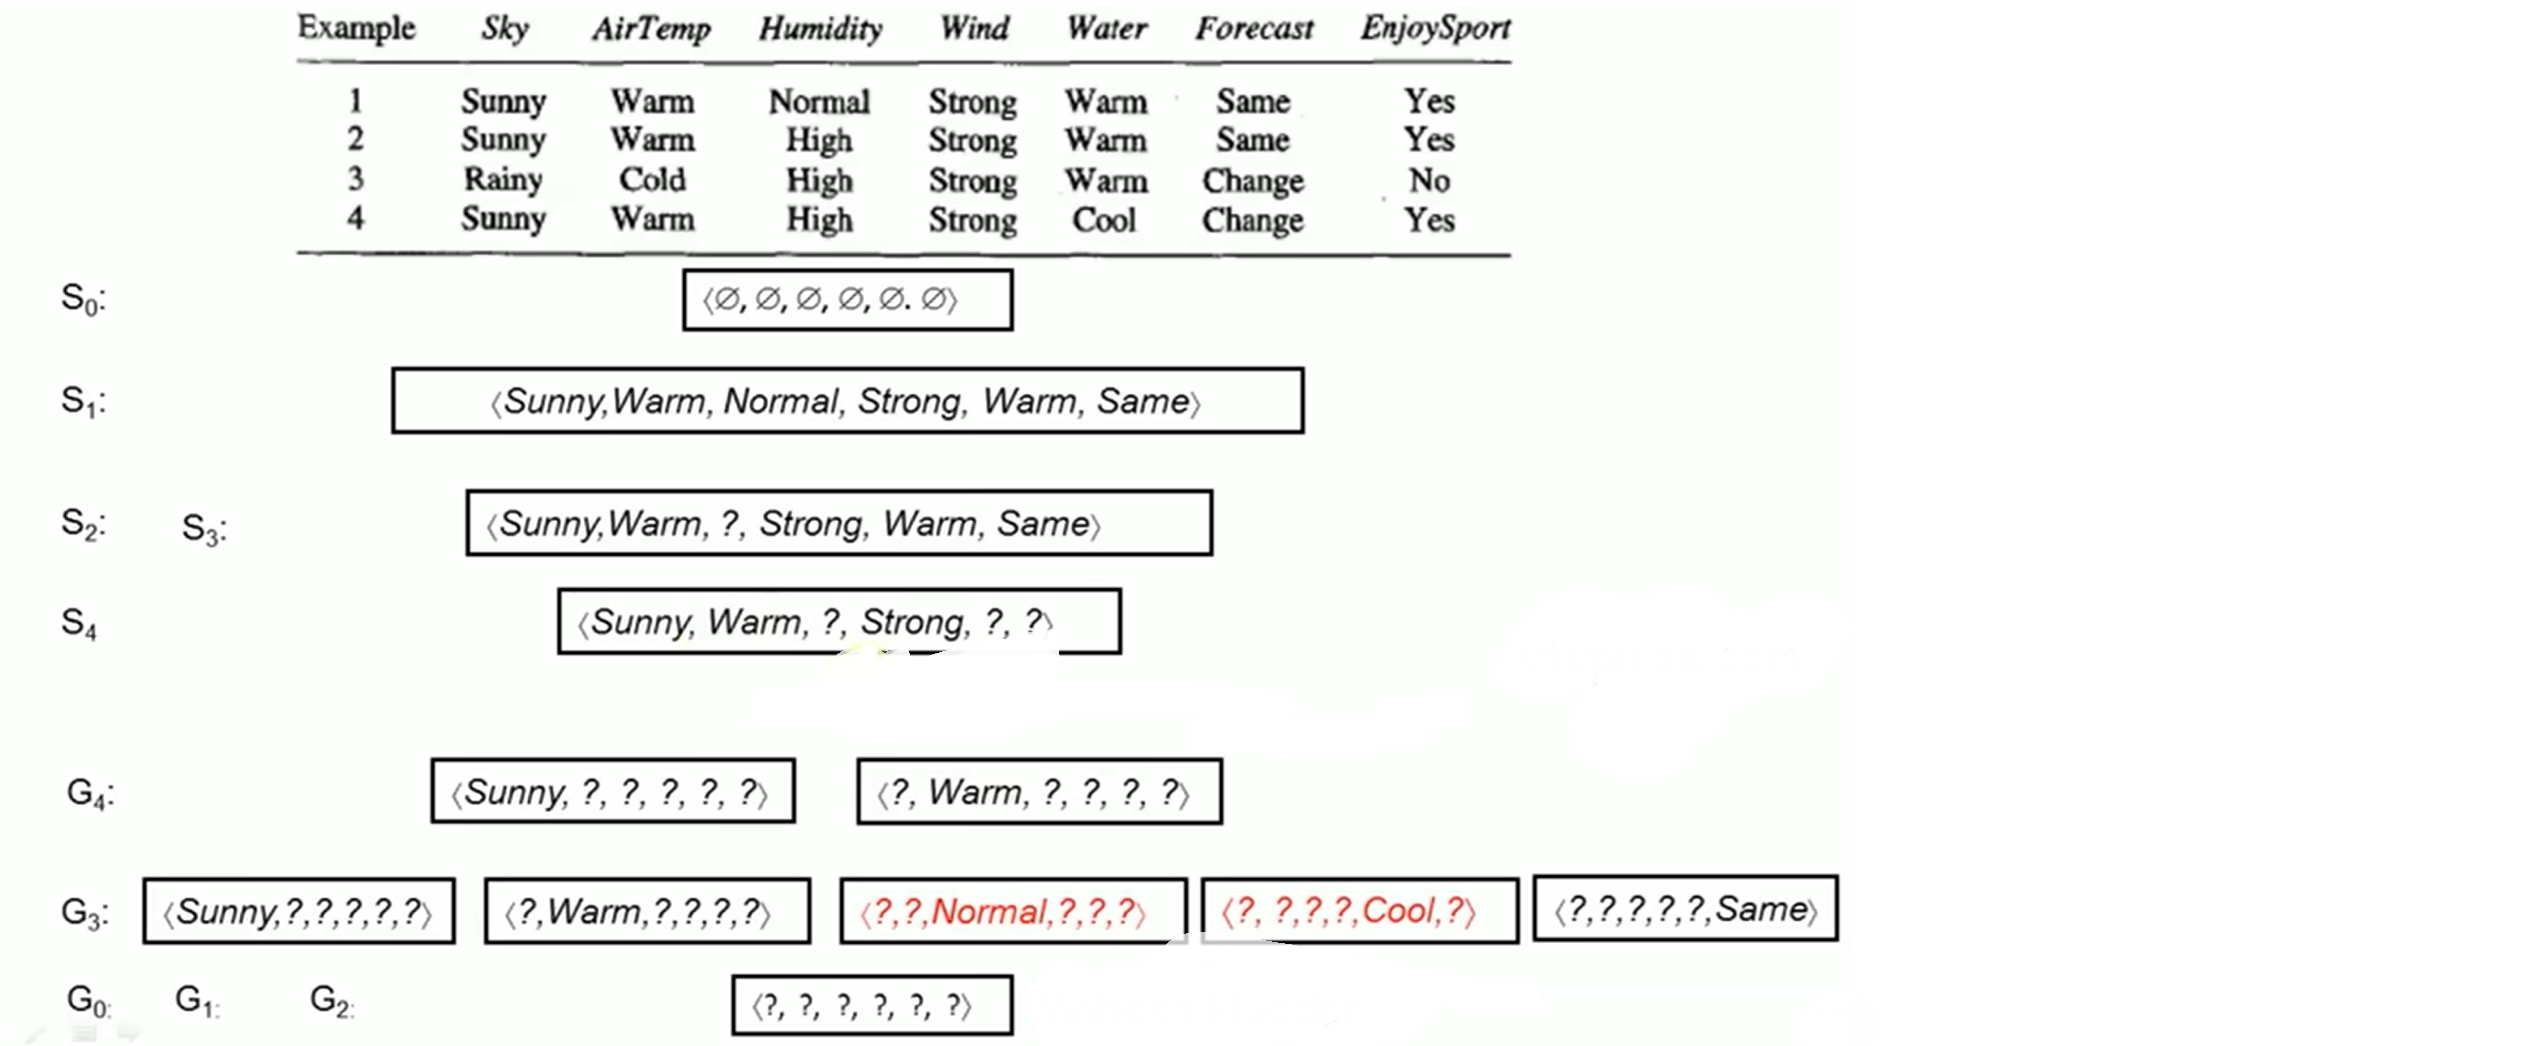 Example Sky AirTemp Humidity Wind Water Forecast EnjoySport
1 Sunny Warm Normal Strong Warm Same Yes
2 Sunny Warm High Strong Warm Same Yes
3 Rainy Cold High Strong Warm Change No
4 Sunny Warm High Strong Cool Change Yes
S₀: ⟨∅, ∅, ∅, ∅, ∅. ∅⟩
S₁: ⟨Sunny,Warm, Normal, Strong, Warm, Same⟩
S₂: S₃: ⟨Sunny,Warm, ?, Strong, Warm, Same⟩
S₄ ⟨Sunny, Warm, ?, Strong, ?, ?⟩
G₄: ⟨Sunny, ?, ?, ?, ?, ?⟩ ⟨?, Warm, ?, ?, ?, ?⟩
G₃: ⟨Sunny,?,?,?,?,?⟩ ⟨?,Warm,?,?,?,?⟩ ⟨?,?,Normal,?,?,?⟩ ⟨?, ?,?,?,Cool,?⟩ ⟨?,?,?,?,?,Same⟩
G₀: G₁: G₂: ⟨?, ?, ?, ?, ?, ?⟩